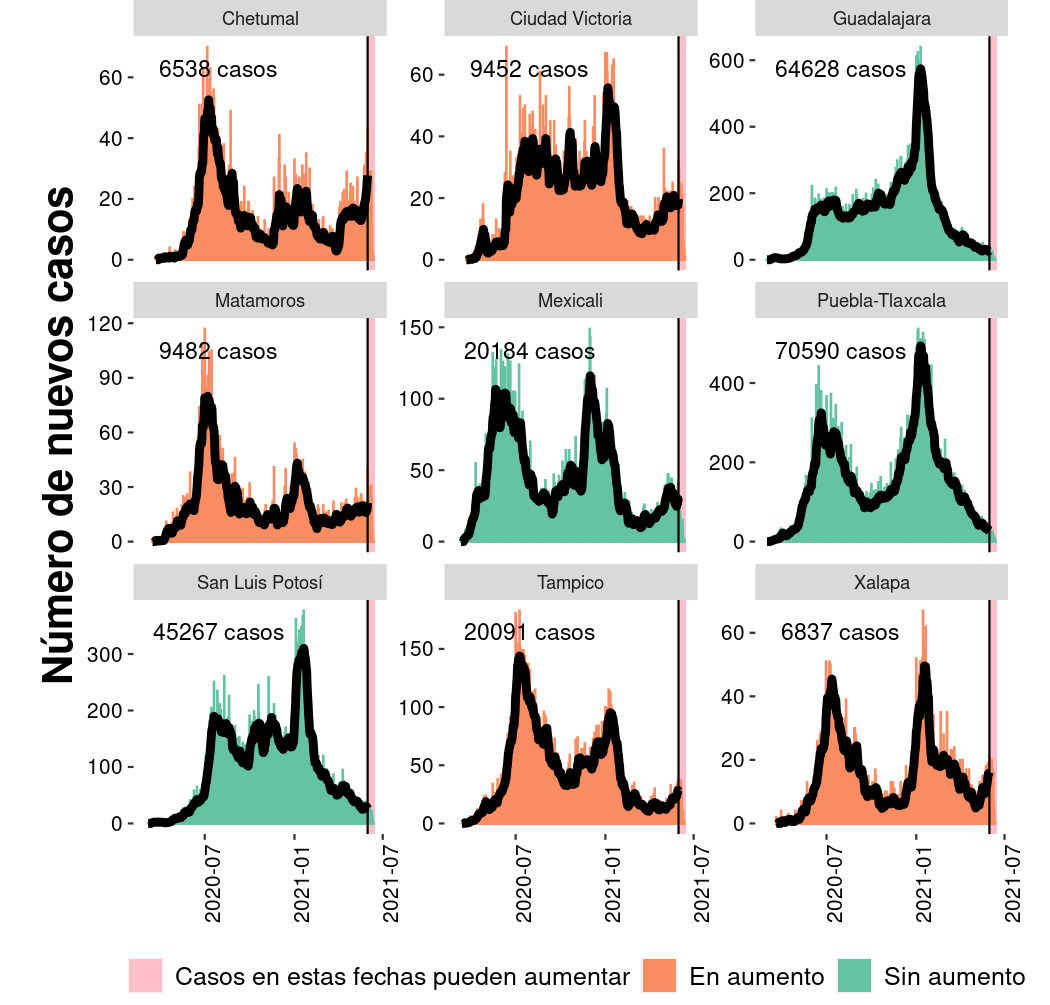 Número de nuevos casos
Chetumal
6538 casos
60
40
20
0
Ciudad Victoria
9452 casos
60
40
20
0
Guadalajara
64628 casos
600
400
200
0
Matamoros
9482 casos
120
90
60
30
0
Mexicali
20184 casos
150
100
50
0
Puebla-Tlaxcala
70590 casos
400
200
0
San Luis Potosí
45267 casos
300
200
100
0
2020-07
2021-01
2021-07
Tampico
20091 casos
150
100
50
0
2020-07
2021-01
2021-07
Xalapa
6837 casos
60
40
20
0
2020-07
2021-01
2021-07
Casos en estas fechas pueden aumentar
En aumento
Sin aumento